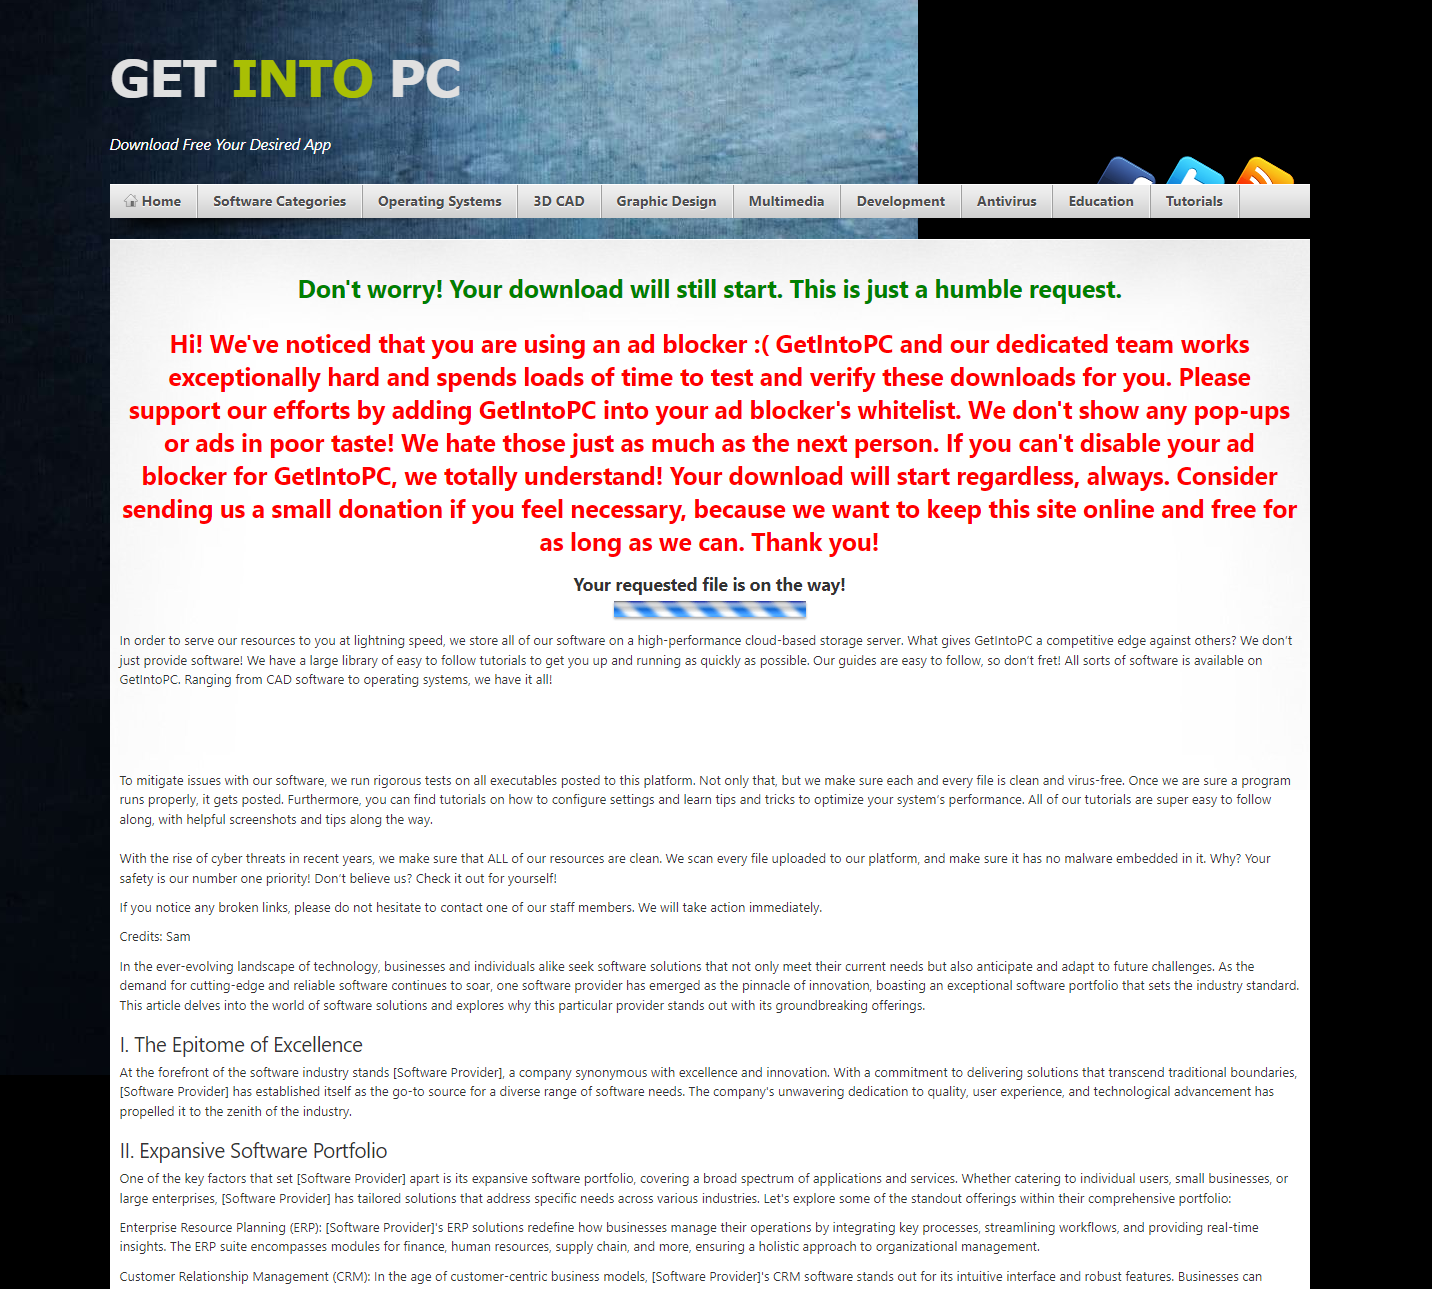 GET INTO PC
Download Free Your Desired App
Home Software Categories Operating Systems 3D CAD Graphic Design Multimedia Development Antivirus Education Tutorials
Don't worry! Your download will still start. This is just a humble request.
Hi! We've noticed that you are using an ad blocker :( GetIntoPC and our dedicated team works
exceptionally hard and spends loads of time to test and verify these downloads for you. Please
support our efforts by adding GetIntoPC into your ad blocker's whitelist. We don't show any pop-ups
or ads in poor taste! We hate those just as much as the next person. If you can't disable your ad
blocker for GetIntoPC, we totally understand! Your download will start regardless, always. Consider
sending us a small donation if you feel necessary, because we want to keep this site online and free for
as long as we can. Thank you!
Your requested file is on the way!
In order to serve our resources to you at lightning speed, we store all of our software on a high-performance cloud-based storage server. What gives GetIntoPC a competitive edge against others? We don’t
just provide software! We have a large library of easy to follow tutorials to get you up and running as quickly as possible. Our guides are easy to follow, so don’t fret! All sorts of software is available on
GetIntoPC. Ranging from CAD software to operating systems, we have it all!
To mitigate issues with our software, we run rigorous tests on all executables posted to this platform. Not only that, but we make sure each and every file is clean and virus-free. Once we are sure a program
runs properly, it gets posted. Furthermore, you can find tutorials on how to configure settings and learn tips and tricks to optimize your system’s performance. All of our tutorials are super easy to follow
along, with helpful screenshots and tips along the way.
With the rise of cyber threats in recent years, we make sure that ALL of our resources are clean. We scan every file uploaded to our platform, and make sure it has no malware embedded in it. Why? Your
safety is our number one priority! Don’t believe us? Check it out for yourself!
If you notice any broken links, please do not hesitate to contact one of our staff members. We will take action immediately.
Credits: Sam
In the ever-evolving landscape of technology, businesses and individuals alike seek software solutions that not only meet their current needs but also anticipate and adapt to future challenges. As the
demand for cutting-edge and reliable software continues to soar, one software provider has emerged as the pinnacle of innovation, boasting an exceptional software portfolio that sets the industry standard.
This article delves into the world of software solutions and explores why this particular provider stands out with its groundbreaking offerings.
I. The Epitome of Excellence
At the forefront of the software industry stands [Software Provider], a company synonymous with excellence and innovation. With a commitment to delivering solutions that transcend traditional boundaries,
[Software Provider] has established itself as the go-to source for a diverse range of software needs. The company's unwavering dedication to quality, user experience, and technological advancement has
propelled it to the zenith of the industry.
II. Expansive Software Portfolio
One of the key factors that set [Software Provider] apart is its expansive software portfolio, covering a broad spectrum of applications and services. Whether catering to individual users, small businesses, or
large enterprises, [Software Provider] has tailored solutions that address specific needs across various industries. Let's explore some of the standout offerings within their comprehensive portfolio:
Enterprise Resource Planning (ERP): [Software Provider]'s ERP solutions redefine how businesses manage their operations by integrating key processes, streamlining workflows, and providing real-time
insights. The ERP suite encompasses modules for finance, human resources, supply chain, and more, ensuring a holistic approach to organizational management.
Customer Relationship Management (CRM): In the age of customer-centric business models, [Software Provider]'s CRM software stands out for its intuitive interface and robust features. Businesses can